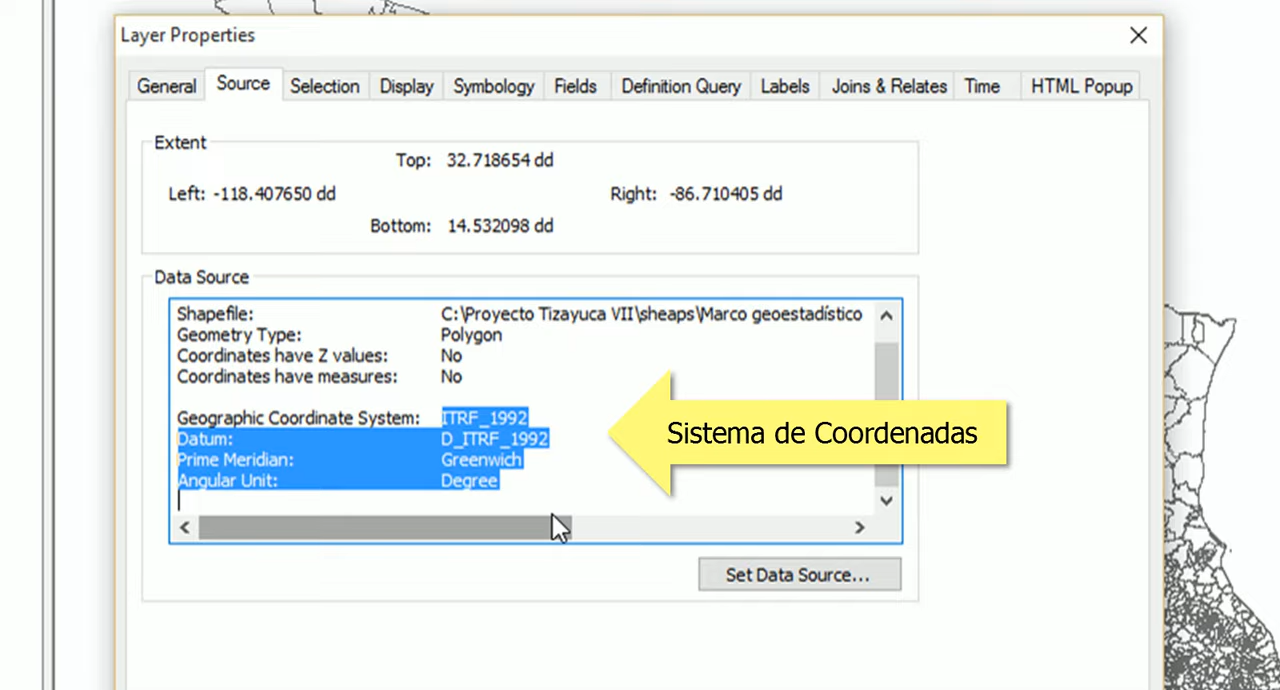 Layer Properties
General Source Selection Display Symbology Fields Definition Query Labels Joins & Relates Time HTML Popup
Extent
Top: 32.718654 dd
Left: -118.407650 dd Right: -86.710405 dd
Bottom: 14.532098 dd
Data Source
Shapefile: C:\Proyecto Tizayuca VII\sheaps\Marco geoestadístico
Geometry Type: Polygon
Coordinates have Z values: No
Coordinates have measures: No
Geographic Coordinate System: ITRF_1992
Datum: D_ITRF_1992
Prime Meridian: Greenwich
Angular Unit: Degree
Sistema de Coordenadas
Set Data Source...